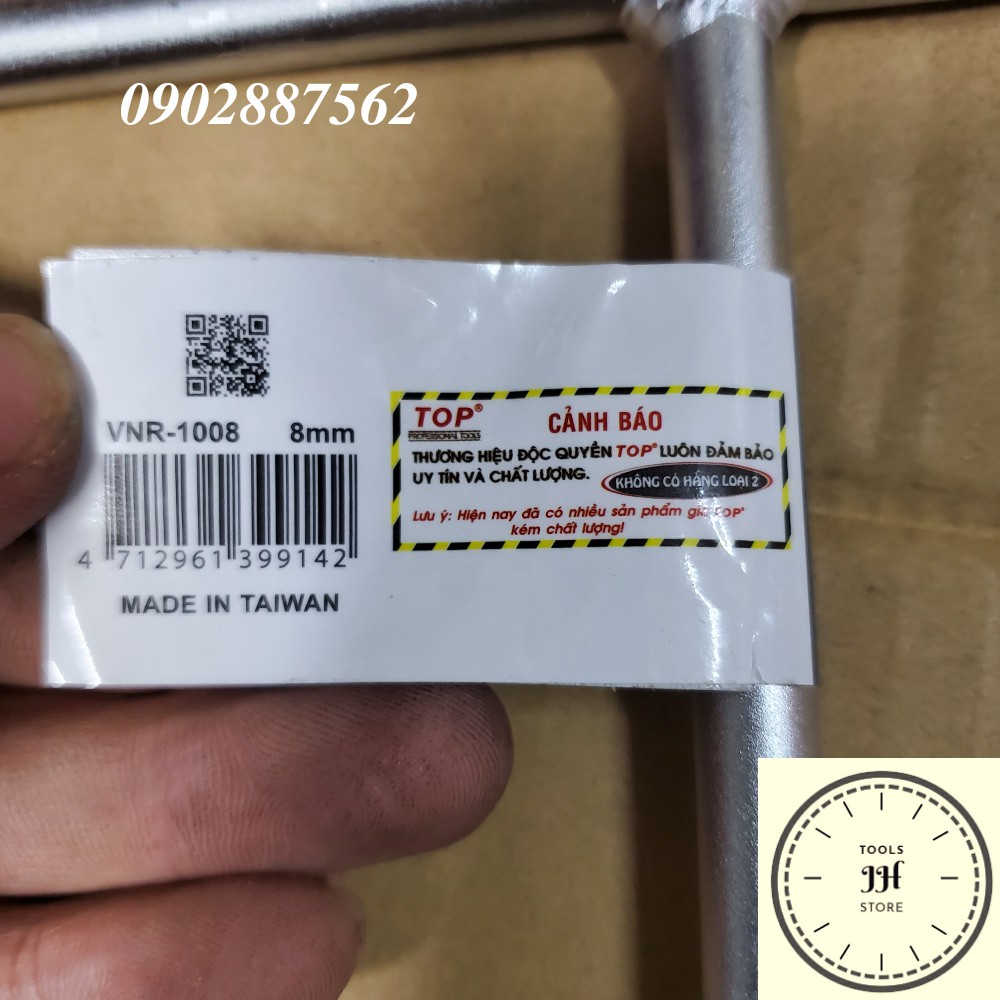 0902887562
VNR-1008 8mm
4 712961 399142
MADE IN TAIWAN
TOP®
PROFESSIONAL TOOLS
CẢNH BÁO
THƯƠNG HIỆU ĐỘC QUYỀN TOP® LUÔN ĐẢM BẢO
UY TÍN VÀ CHẤT LƯỢNG.
KHÔNG CÓ HÀNG LOẠI 2
Lưu ý: Hiện nay đã có nhiều sản phẩm giả TOP®
kém chất lượng!
TOOLS
JJH
STORE